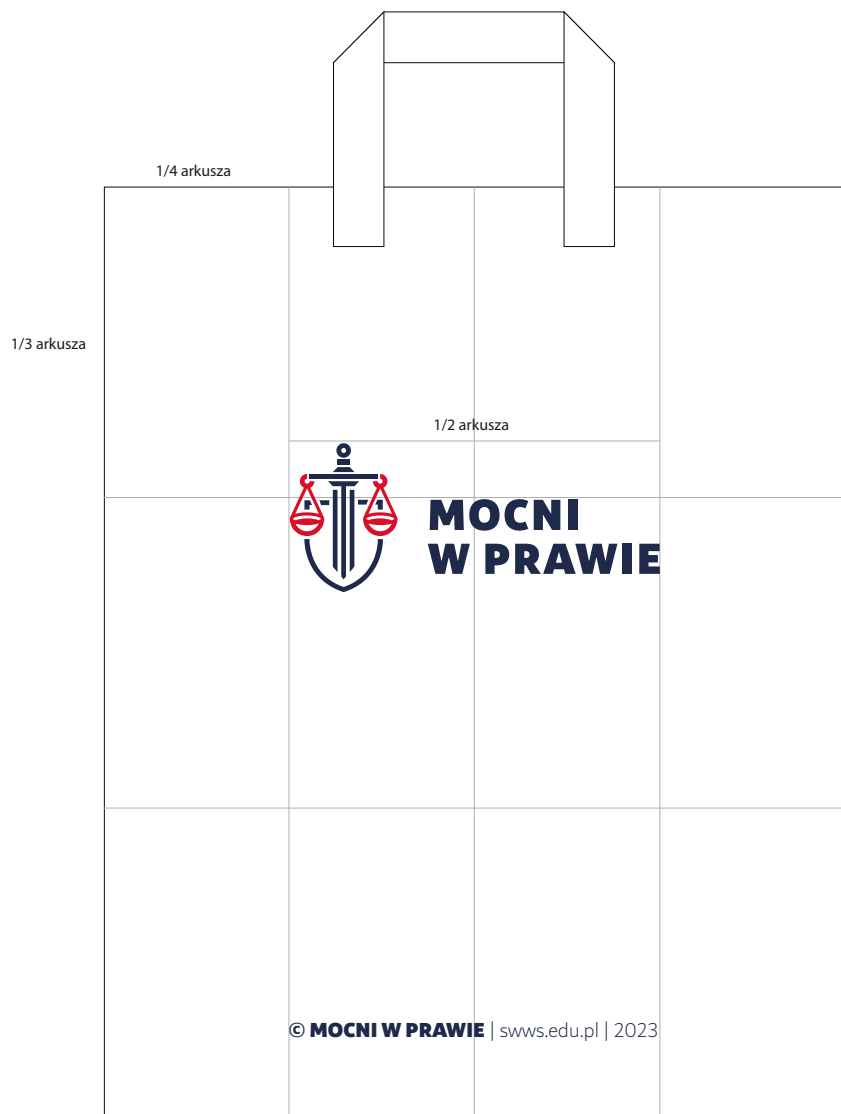 1/4 arkusza
1/3 arkusza
1/2 arkusza
MOCNI
W PRAWIE
© MOCNI W PRAWIE | swws.edu.pl | 2023